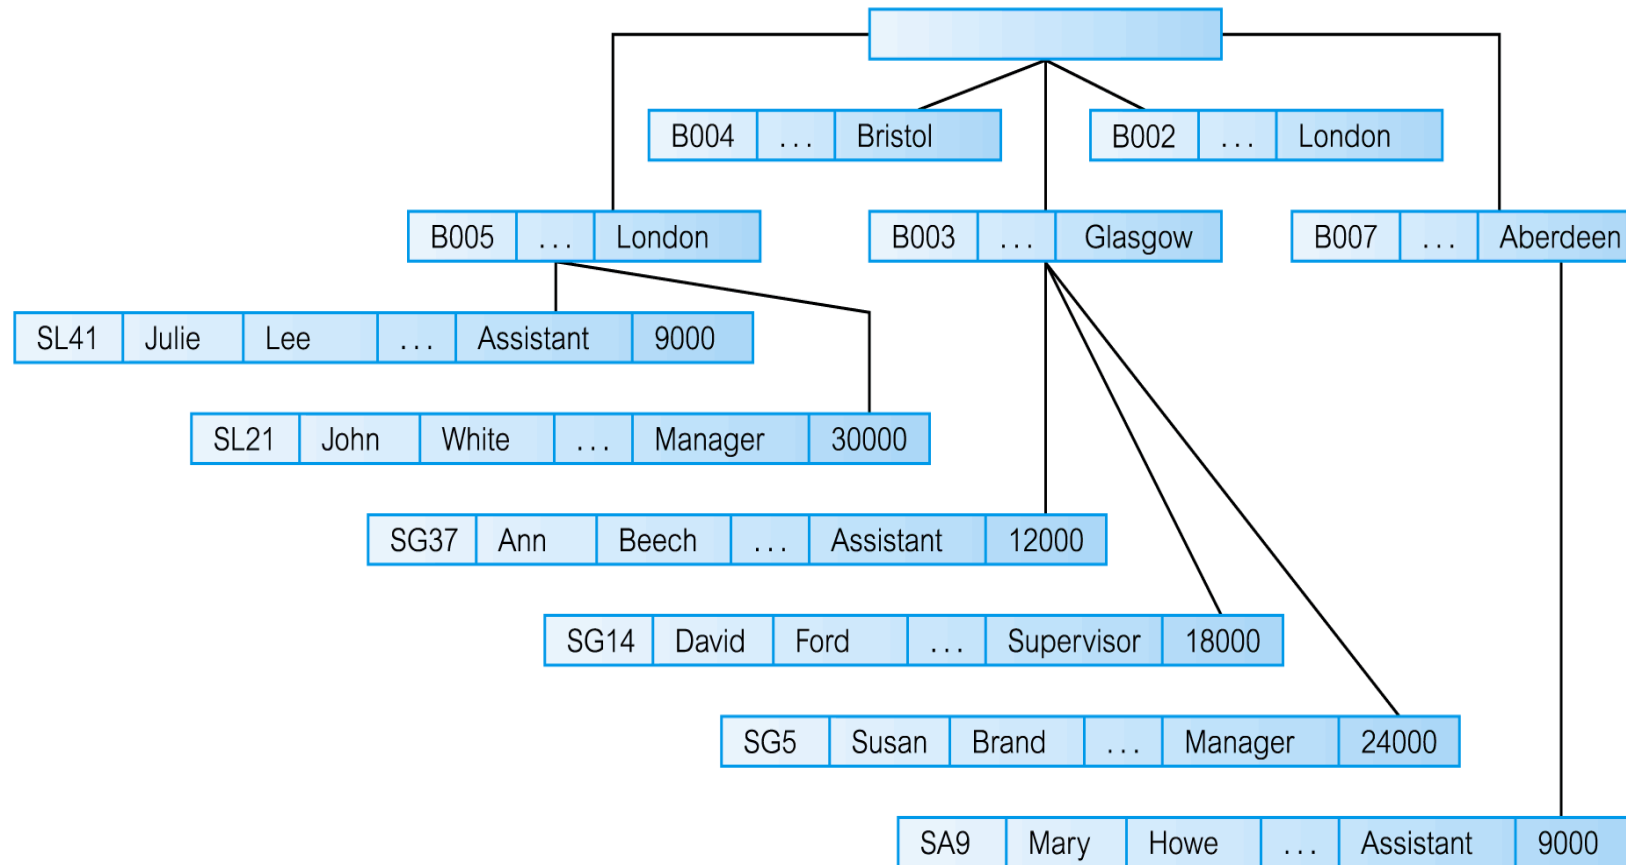 B004 ... Bristol
B002 ... London
B005 ... London
B003 ... Glasgow
B007 ... Aberdeen
SL41 Julie Lee ... Assistant 9000
SL21 John White ... Manager 30000
SG37 Ann Beech ... Assistant 12000
SG14 David Ford ... Supervisor 18000
SG5 Susan Brand ... Manager 24000
SA9 Mary Howe ... Assistant 9000